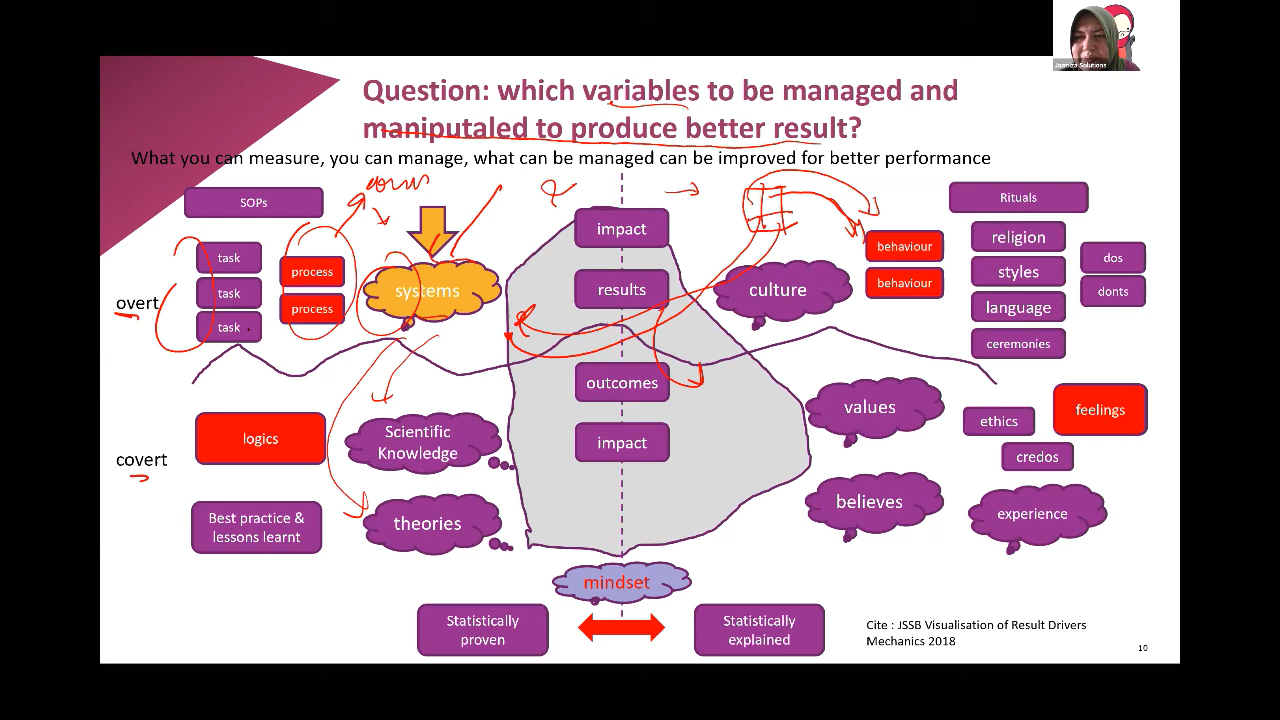 Jasmiza Solutions
Question: which variables to be managed and
maniputaled to produce better result?
What you can measure, you can manage, what can be managed can be improved for better performance
SOPs
task
task
task
process
process
systems
impact
results
culture
behaviour
behaviour
Rituals
religion
styles
language
ceremonies
dos
donts
overt
covert
logics
Best practice &
lessons learnt
Scientific
Knowledge
theories
outcomes
impact
values
believes
ethics
feelings
credos
experience
mindset
Statistically
proven
Statistically
explained
Cite : JSSB Visualisation of Result Drivers
Mechanics 2018
10